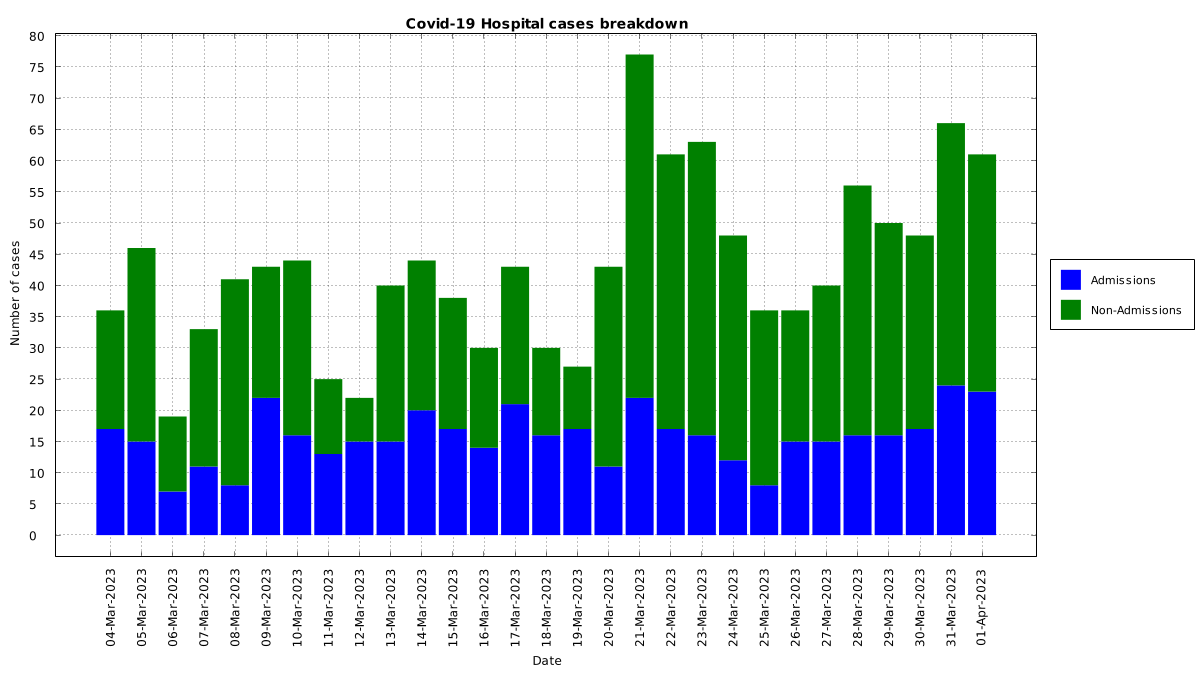 Covid-19 Hospital cases breakdown
80
75
70
65
60
55
50
45
40
35
30
25
20
15
10
5
0
Number of cases
04-Mar-2023
05-Mar-2023
06-Mar-2023
07-Mar-2023
08-Mar-2023
09-Mar-2023
10-Mar-2023
11-Mar-2023
12-Mar-2023
13-Mar-2023
14-Mar-2023
15-Mar-2023
16-Mar-2023
17-Mar-2023
18-Mar-2023
19-Mar-2023
20-Mar-2023
21-Mar-2023
22-Mar-2023
23-Mar-2023
24-Mar-2023
25-Mar-2023
26-Mar-2023
27-Mar-2023
28-Mar-2023
29-Mar-2023
30-Mar-2023
31-Mar-2023
01-Apr-2023
Date
Admissions
Non-Admissions